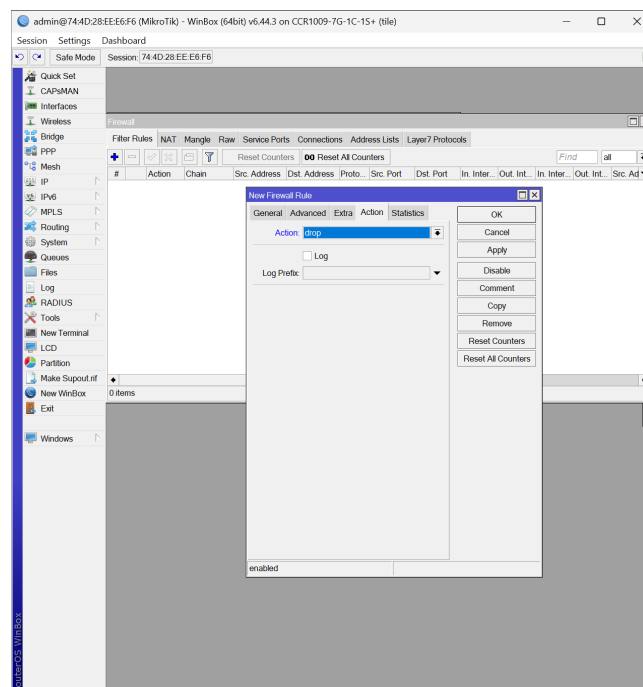 admin@74:4D:28:EE:E6:F6 (MikroTik) - WinBox (64bit) v6.44.3 on CCR1009-7G-1C-1S+ (tile)
Session Settings Dashboard
Safe Mode Session: 74:4D:28:EE:E6:F6
Quick Set
CAPsMAN
Interfaces
Wireless
Bridge
PPP
Mesh
IP
IPv6
MPLS
Routing
System
Queues
Files
Log
RADIUS
Tools
New Terminal
LCD
Partition
Make Supout.rif
New WinBox
Exit
Windows
Firewall
Filter Rules NAT Mangle Raw Service Ports Connections Address Lists Layer7 Protocols
Reset Counters 00 Reset All Counters Find all
# Action Chain Src. Address Dst. Address Proto... Src. Port Dst. Port In. Inter... Out. Int... In. Inter... Out. Int... Src. Ad
New Firewall Rule
General Advanced Extra Action Statistics
Action: drop
Log
Log Prefix:
OK
Cancel
Apply
Disable
Comment
Copy
Remove
Reset Counters
Reset All Counters
enabled
0 items
outerOS WinBox